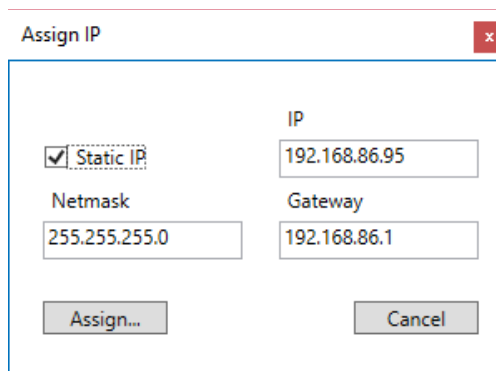 Assign IP
x
IP
Static IP
192.168.86.95
Netmask
Gateway
255.255.255.0
192.168.86.1
Assign...
Cancel